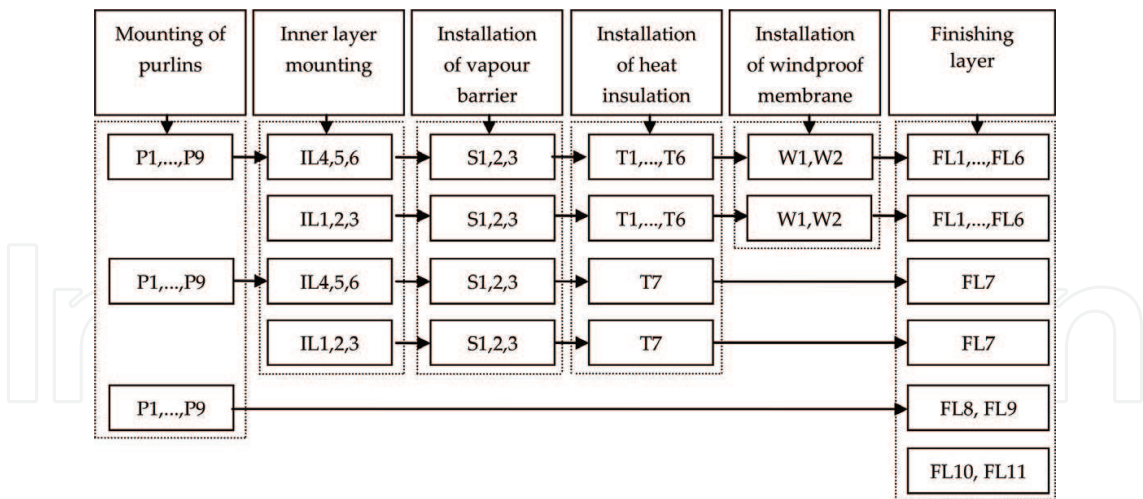 Mounting of
purlins
Inner layer
mounting
Installation
of vapour
barrier
Installation
of heat
insulation
Installation
of windproof
membrane
Finishing
layer
P1,...,P9
IL4,5,6
S1,2,3
T1,...,T6
W1,W2
FL1,...,FL6
IL1,2,3
S1,2,3
T1,...,T6
W1,W2
FL1,...,FL6
P1,...,P9
IL4,5,6
S1,2,3
T7
FL7
IL1,2,3
S1,2,3
T7
FL7
P1,...,P9
FL8, FL9
FL10, FL11